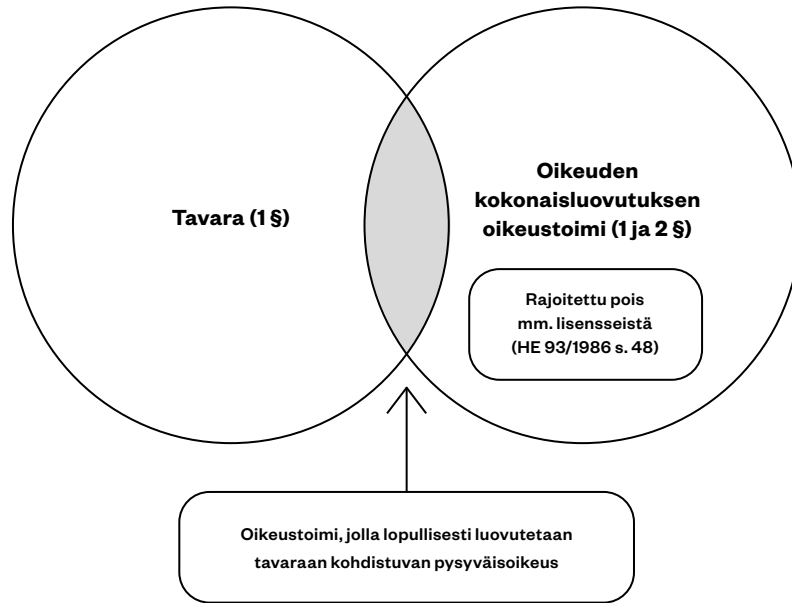 Tavara (1 §)
Oikeuden
kokonaisluovutuksen
oikeustoimi (1 ja 2 §)
Rajoitettu pois
mm. lisensseistä
(HE 93/1986 s. 48)
Oikeustoimi, jolla lopullisesti luovutetaan
tavaraan kohdistuvan pysyväisoikeus